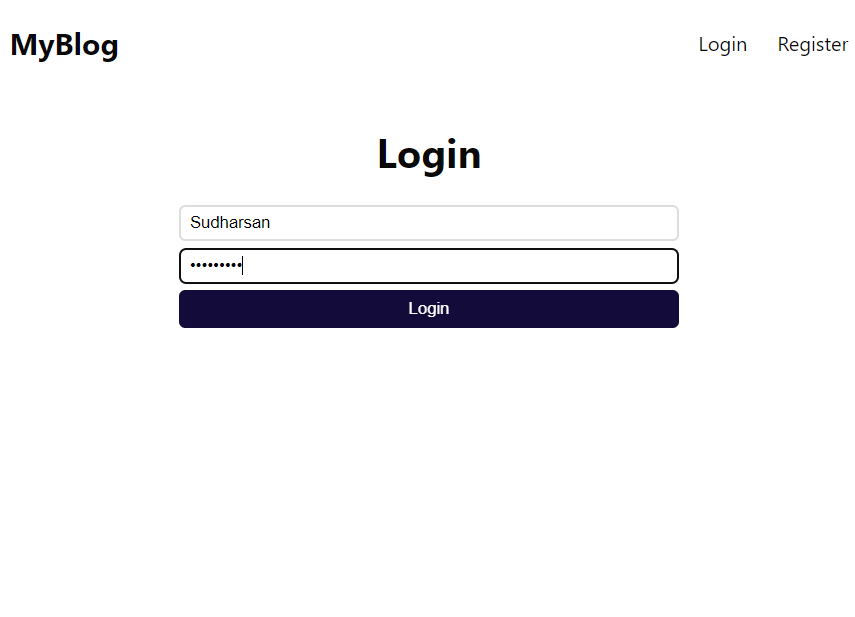 MyBlog
Login Register
Login
Sudharsan
•••••••••
Login